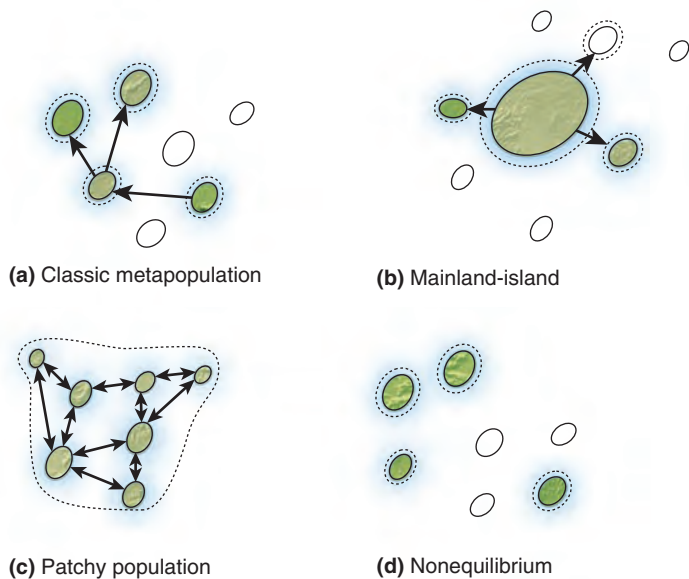 (a) Classic metapopulation
(b) Mainland-island
(c) Patchy population
(d) Nonequilibrium